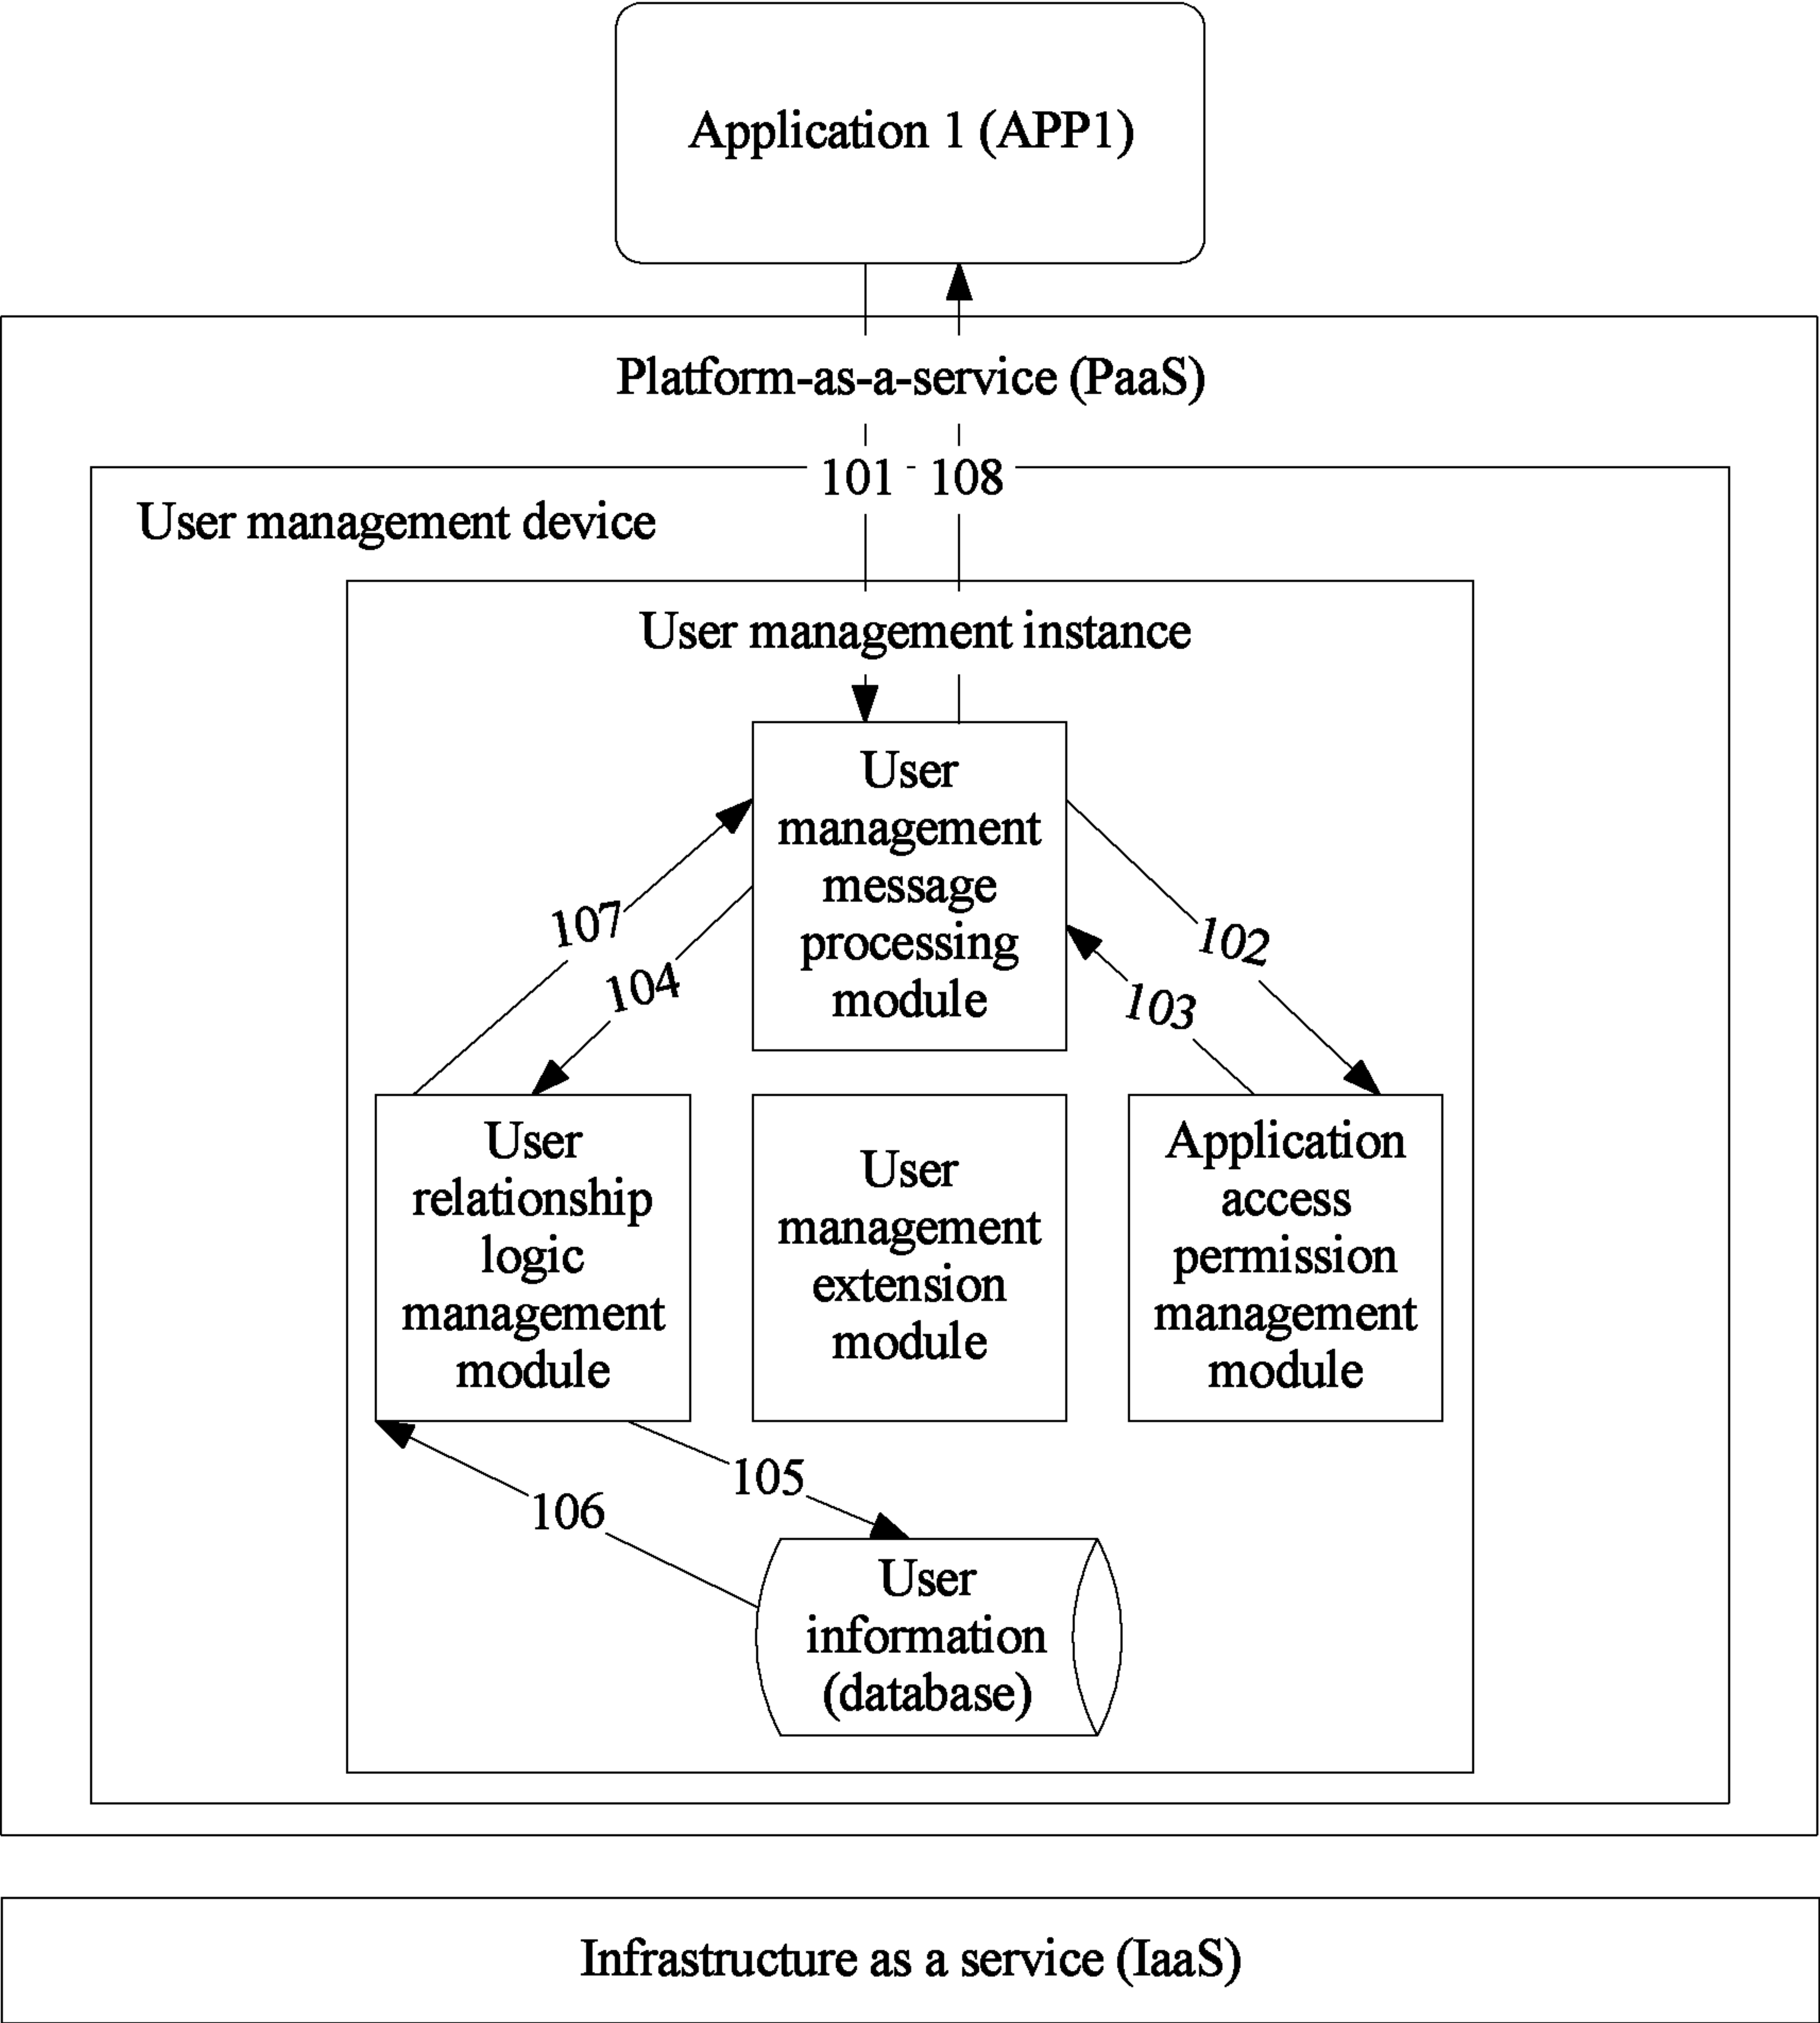 Application 1 (APP1)
Platform-as-a-service (PaaS)
101 108
User management device
User management instance
User
management
message
processing
module
107
104
102
103
User
relationship
logic
management
module
User
management
extension
module
Application
access
permission
management
module
105
106
User
information
(database)
Infrastructure as a service (IaaS)